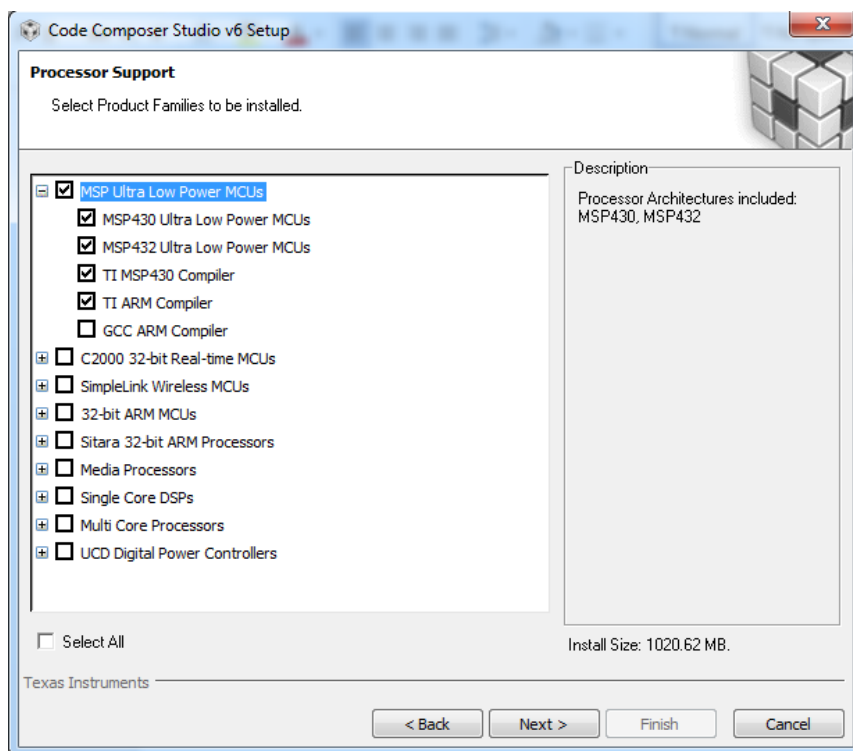 Code Composer Studio v6 Setup
Processor Support
Select Product Families to be installed.
MSP Ultra Low Power MCUs
MSP430 Ultra Low Power MCUs
MSP432 Ultra Low Power MCUs
TI MSP430 Compiler
TI ARM Compiler
GCC ARM Compiler
C2000 32-bit Real-time MCUs
SimpleLink Wireless MCUs
32-bit ARM MCUs
Sitara 32-bit ARM Processors
Media Processors
Single Core DSPs
Multi Core Processors
UCD Digital Power Controllers
Description
Processor Architectures included:
MSP430, MSP432
Select All
Install Size: 1020.62 MB.
Texas Instruments
< Back
Next >
Finish
Cancel